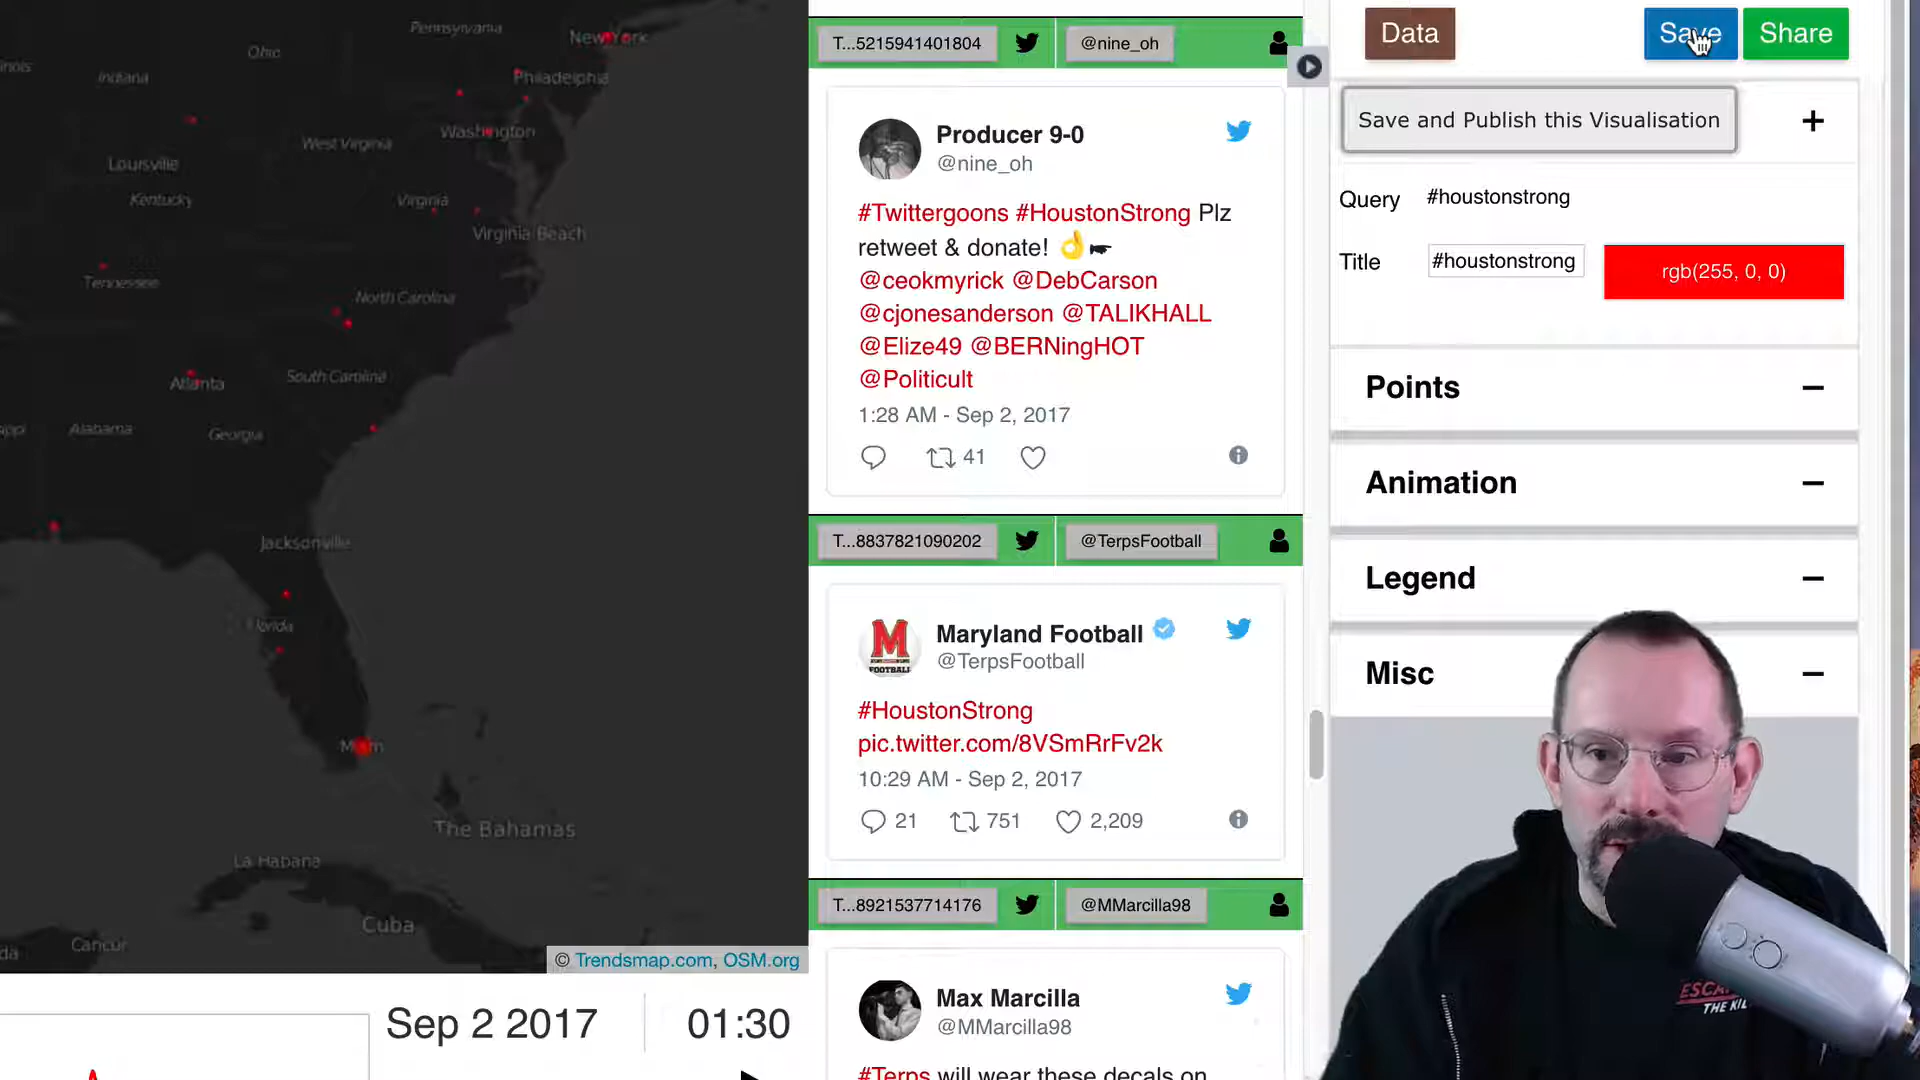 Pennsylvania
New York
Ohio
Indiana
Philadelphia
Washington
West Virginia
Louisville
Kentucky
Virginia
Virginia Beach
Tennessee
North Carolina
Atlanta
South Carolina
Alabama
Georgia
Jacksonville
Florida
The Bahamas
La Habana
Cuba
Cancún
© Trendsmap.com, OSM.org
Sep 2 2017
01:30
T...5215941401804
@nine_oh
Producer 9-0
@nine_oh
#Twittergoons #HoustonStrong Plz
retweet & donate! 👌
@ceokmyrick @DebCarson
@cjonesanderson @TALIKHALL
@Elize49 @BERNingHOT
@Politicult
1:28 AM - Sep 2, 2017
41
T...8837821090202
@TerpsFootball
Maryland Football
@TerpsFootball
M
FOOTBALL
#HoustonStrong
pic.twitter.com/8VSmRrFv2k
10:29 AM - Sep 2, 2017
21
751
2,209
T...8921537714176
@MMarcilla98
Max Marcilla
@MMarcilla98
#Terps will wear these decals on
Data
Save
Share
Save and Publish this Visualisation
+
Query
#houstonstrong
Title
#houstonstrong
rgb(255, 0, 0)
Points
Animation
Legend
Misc
THE